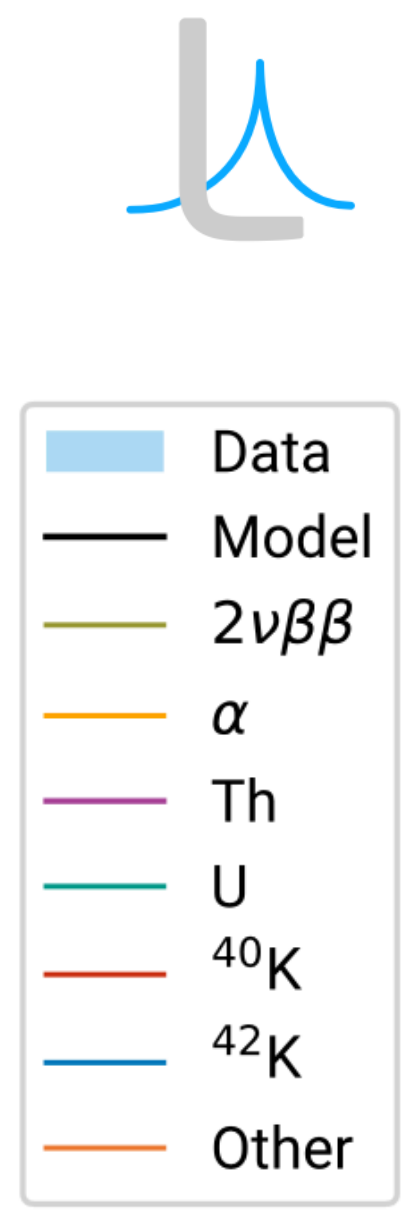 Data
Model
2νββ
α
Th
U
⁴⁰K
⁴²K
Other